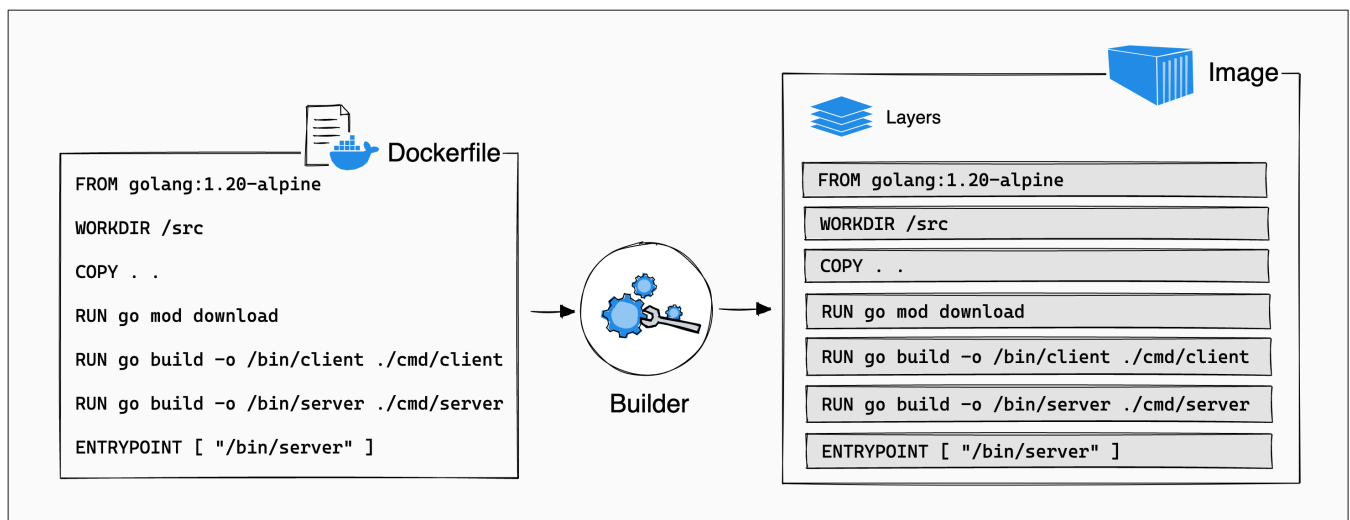 Dockerfile
FROM golang:1.20-alpine
WORKDIR /src
COPY . .
RUN go mod download
RUN go build -o /bin/client ./cmd/client
RUN go build -o /bin/server ./cmd/server
ENTRYPOINT [ "/bin/server" ]
Builder
Image
Layers
FROM golang:1.20-alpine
WORKDIR /src
COPY . .
RUN go mod download
RUN go build -o /bin/client ./cmd/client
RUN go build -o /bin/server ./cmd/server
ENTRYPOINT [ "/bin/server" ]